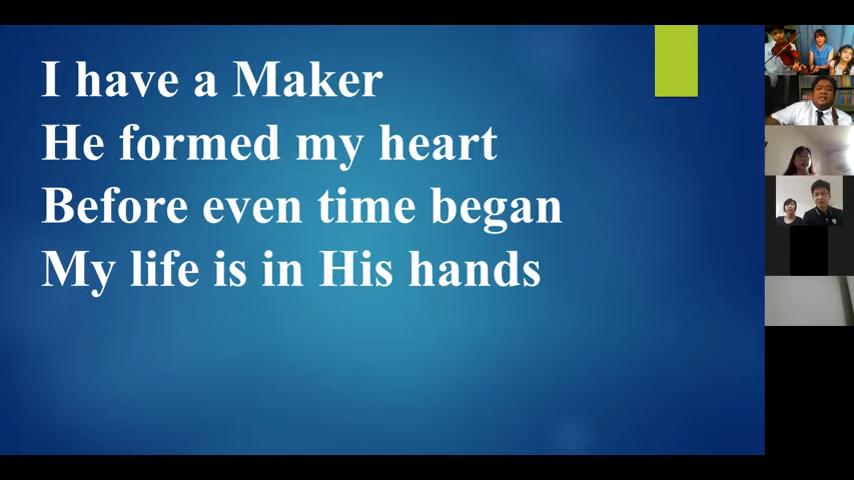 I have a Maker
He formed my heart
Before even time began
My life is in His hands